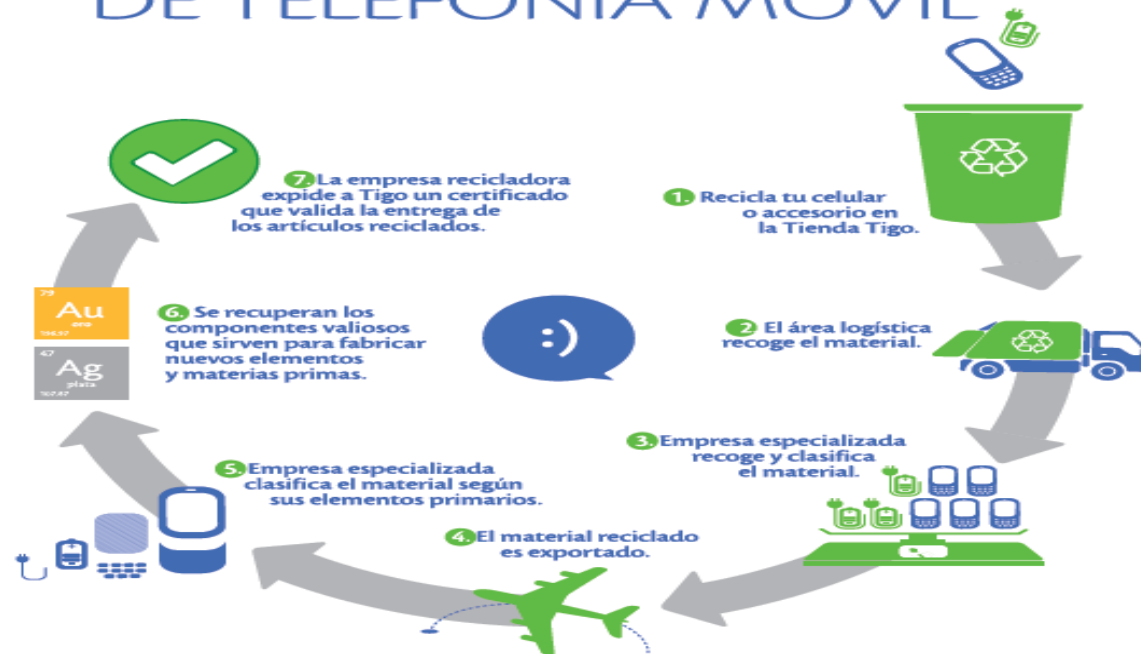 DE TELEFONÍA MÓVIL
1. Recicla tu celular
o accesorio en
la Tienda Tigo.
2 El área logística
recoge el material.
3. Empresa especializada
recoge y clasifica
el material.
4. El material reciclado
es exportado.
5. Empresa especializada
clasifica el material según
sus elementos primarios.
6. Se recuperan los
componentes valiosos
que sirven para fabricar
nuevos elementos
y materias primas.
7. La empresa recicladora
expide a Tigo un certificado
que valida la entrega de
los artículos reciclados.
79
Au
oro
47
Ag
plata
:)